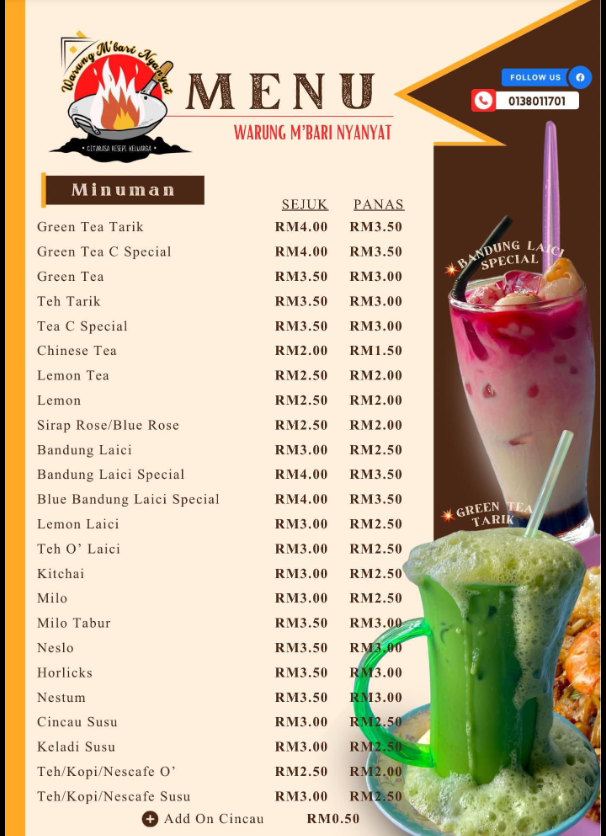 Warung M'bari Nyanyat
• CITARASA RESEPI KELUARGA •
MENU
WARUNG M'BARI NYANYAT
FOLLOW US
0138011701
Minuman
SEJUK PANAS
Green Tea Tarik RM4.00 RM3.50
Green Tea C Special RM4.00 RM3.50
Green Tea RM3.50 RM3.00
Teh Tarik RM3.50 RM3.00
Tea C Special RM3.50 RM3.00
Chinese Tea RM2.00 RM1.50
Lemon Tea RM2.50 RM2.00
Lemon RM2.50 RM2.00
Sirap Rose/Blue Rose RM2.50 RM2.00
Bandung Laici RM3.00 RM2.50
Bandung Laici Special RM4.00 RM3.50
Blue Bandung Laici Special RM4.00 RM3.50
Lemon Laici RM3.00 RM2.50
Teh O' Laici RM3.00 RM2.50
Kitchai RM3.00 RM2.50
Milo RM3.00 RM2.50
Milo Tabur RM3.50 RM3.00
Neslo RM3.50 RM3.00
Horlicks RM3.50 RM3.00
Nestum RM3.50 RM3.00
Cincau Susu RM3.00 RM2.50
Keladi Susu RM3.00 RM2.50
Teh/Kopi/Nescafe O' RM2.50 RM2.00
Teh/Kopi/Nescafe Susu RM3.00 RM2.50
Add On Cincau RM0.50
BANDUNG LAICI
SPECIAL
GREEN TEA
TARIK